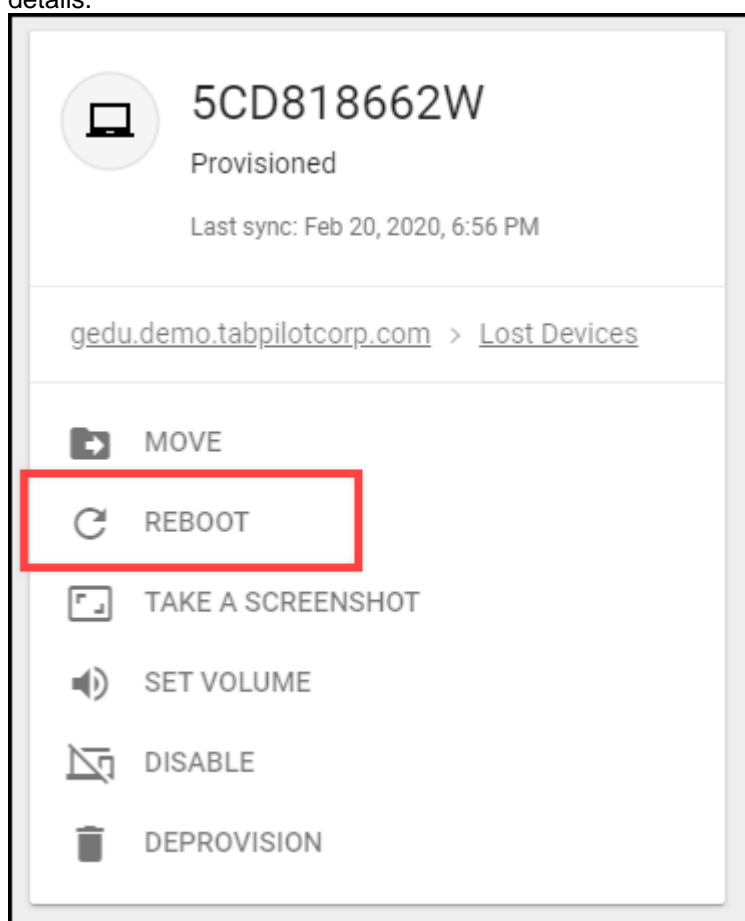 details.
5CD818662W
Provisioned
Last sync: Feb 20, 2020, 6:56 PM
gedu.demo.tabpilotcorp.com > Lost Devices
MOVE
REBOOT
TAKE A SCREENSHOT
SET VOLUME
DISABLE
DEPROVISION